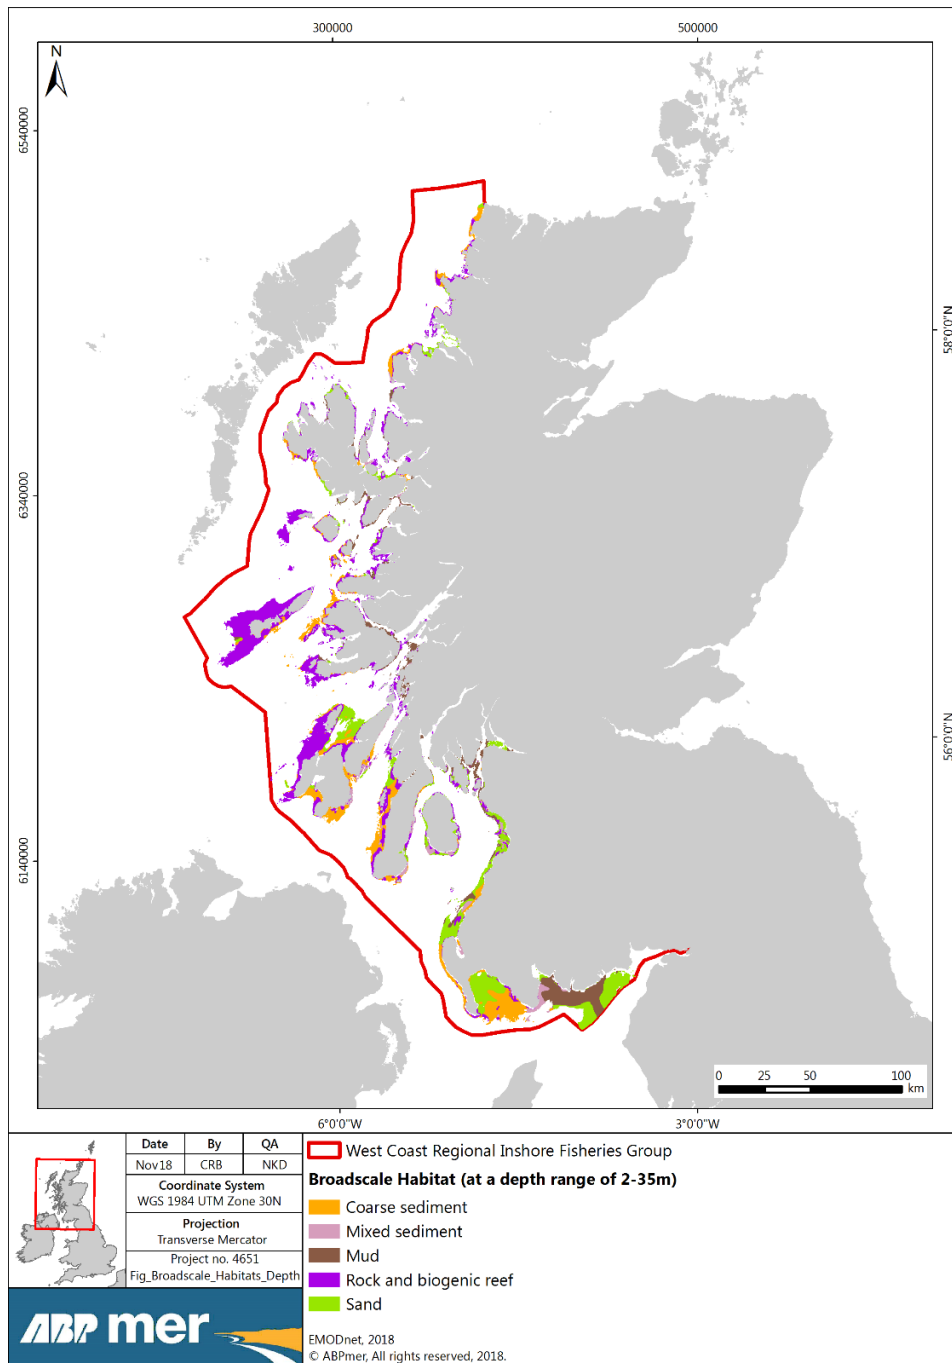 300000 500000
N
6540000
58°0'0"N
6340000
56°0'0"N
6140000
0 25 50 100
km
6°0'0"W 3°0'0"W
Date By QA
Nov18 CRB NKD
Coordinate System
WGS 1984 UTM Zone 30N
Projection
Transverse Mercator
Project no. 4651
Fig_Broadscale_Habitats_Depth
ABPmer
West Coast Regional Inshore Fisheries Group
Broadscale Habitat (at a depth range of 2-35m)
Coarse sediment
Mixed sediment
Mud
Rock and biogenic reef
Sand
EMODnet, 2018
© ABPmer, All rights reserved, 2018.